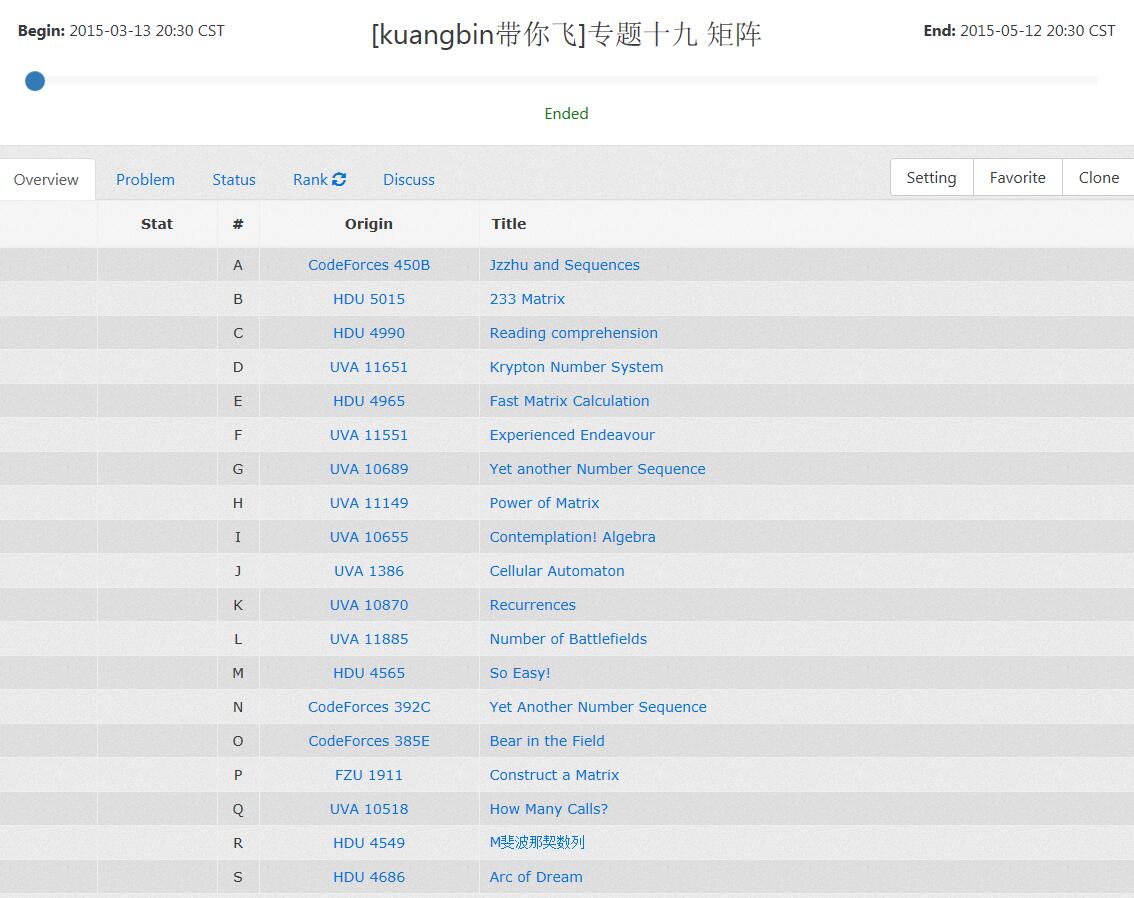 Begin: 2015-03-13 20:30 CST [kuangbin带你飞]专题十九 矩阵 End: 2015-05-12 20:30 CST
Ended
Overview Problem Status Rank Discuss Setting Favorite Clone
Stat # Origin Title
A CodeForces 450B Jzzhu and Sequences
B HDU 5015 233 Matrix
C HDU 4990 Reading comprehension
D UVA 11651 Krypton Number System
E HDU 4965 Fast Matrix Calculation
F UVA 11551 Experienced Endeavour
G UVA 10689 Yet another Number Sequence
H UVA 11149 Power of Matrix
I UVA 10655 Contemplation! Algebra
J UVA 1386 Cellular Automaton
K UVA 10870 Recurrences
L UVA 11885 Number of Battlefields
M HDU 4565 So Easy!
N CodeForces 392C Yet Another Number Sequence
O CodeForces 385E Bear in the Field
P FZU 1911 Construct a Matrix
Q UVA 10518 How Many Calls?
R HDU 4549 M斐波那契数列
S HDU 4686 Arc of Dream